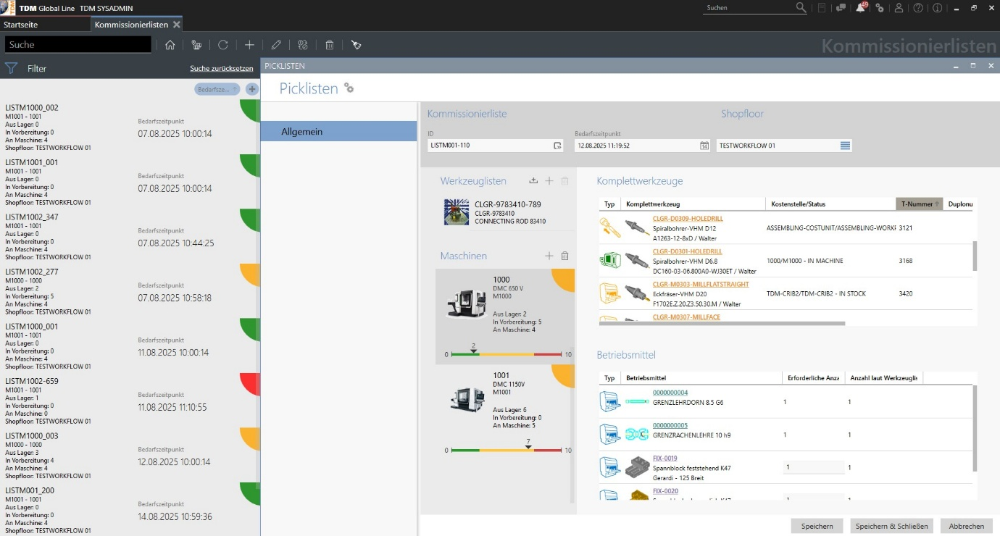 TDM Global Line TDM SYSADMIN
Suchen
49
Startseite
Kommissionierlisten
Suche
Kommissionierlisten
Filter
Suche zurücksetzen
Bedarfsze...
LISTM1000_002
M1001 - 1001
Aus Lager: 0
In Vorbereitung: 0
An Maschine: 4
Shopfloor: TESTWORKFLOW 01
Bedarfszeitpunkt
07.08.2025 10:00:14
LISTM1001_001
M1001 - 1001
Aus Lager: 0
In Vorbereitung: 0
An Maschine: 4
Shopfloor: TESTWORKFLOW 01
Bedarfszeitpunkt
07.08.2025 10:00:14
LISTM1002_347
M1001 - 1001
Aus Lager: 0
In Vorbereitung: 0
An Maschine: 4
Shopfloor: TESTWORKFLOW 01
Bedarfszeitpunkt
07.08.2025 10:44:25
LISTM1002_277
M1000 - 1000
Aus Lager: 2
In Vorbereitung: 5
An Maschine: 4
Shopfloor: TESTWORKFLOW 01
Bedarfszeitpunkt
07.08.2025 10:58:18
LISTM1000_001
M1001 - 1001
Aus Lager: 0
In Vorbereitung: 0
An Maschine: 4
Shopfloor: TESTWORKFLOW 01
Bedarfszeitpunkt
11.08.2025 10:00:14
LISTM1002-659
M1001 - 1001
Aus Lager: 1
In Vorbereitung: 0
An Maschine: 0
Shopfloor: TESTWORKFLOW 01
Bedarfszeitpunkt
11.08.2025 11:10:55
LISTM1000_003
M1000 - 1000
Aus Lager: 3
In Vorbereitung: 4
An Maschine: 0
Shopfloor: TESTWORKFLOW 01
Bedarfszeitpunkt
12.08.2025 10:00:14
LISTM001_200
M1001 - 1001
Aus Lager: 0
In Vorbereitung: 0
An Maschine: 4
Shopfloor: TESTWORKFLOW 01
Bedarfszeitpunkt
14.08.2025 10:59:36
PICKLISTEN
Picklisten
Allgemein
Kommissionierliste
Shopfloor
ID
Bedarfszeitpunkt
LISTM001-110
12.08.2025 11:19:52
14
TESTWORKFLOW 01
Werkzeuglisten
CLGR-9783410-789
CLGR-9783410
CONNECTING ROD 83410
Maschinen
1000
DMC 650 V
M1000
Aus Lager: 2
In Vorbereitung: 5
An Maschine: 4
2
0 10
1001
DMC 1150V
M1001
Aus Lager: 6
In Vorbereitung: 0
An Maschine: 5
7
0 10
Komplettwerkzeuge
Typ Komplettwerkzeug Kostenstelle/Status T-Nummer Duplonu
CLGR-D0309-HOLEDRILL
Spiralbohrer-VHM D12
A1263-12-8xD / Walter
ASSEMBLING-COSTUNIT/ASSEMBLING-WORKF 3121
CLGR-D0301-HOLEDRILL
Spiralbohrer-VHM D6.8
DC160-03-06.800A0-WJ30ET / Walter
1000/M1000 - IN MACHINE 3168
CLGR-M0303-MILLFLATSTRAIGHT
Eckfräser-VHM D20
F1702E.Z.20.Z3.50.30.M / Walter
TDM-CRIB2/TDM-CRIB2 - IN STOCK 3420
CLGR-M0307-MILLFACE
Betriebsmittel
Typ Betriebsmittel Erforderliche Anza Anzahl laut Werkzeuglis
0000000004
GRENZLEHRDORN 8.5 G6
1 1
0000000005
GRENZRACHENLEHRE 10 h9
1 1
FIX-0019
Spannblock feststehend K47
Gerardi - 125 Breit
1 1
FIX-0020
1 1
Speichern Speichern & Schließen Abbrechen